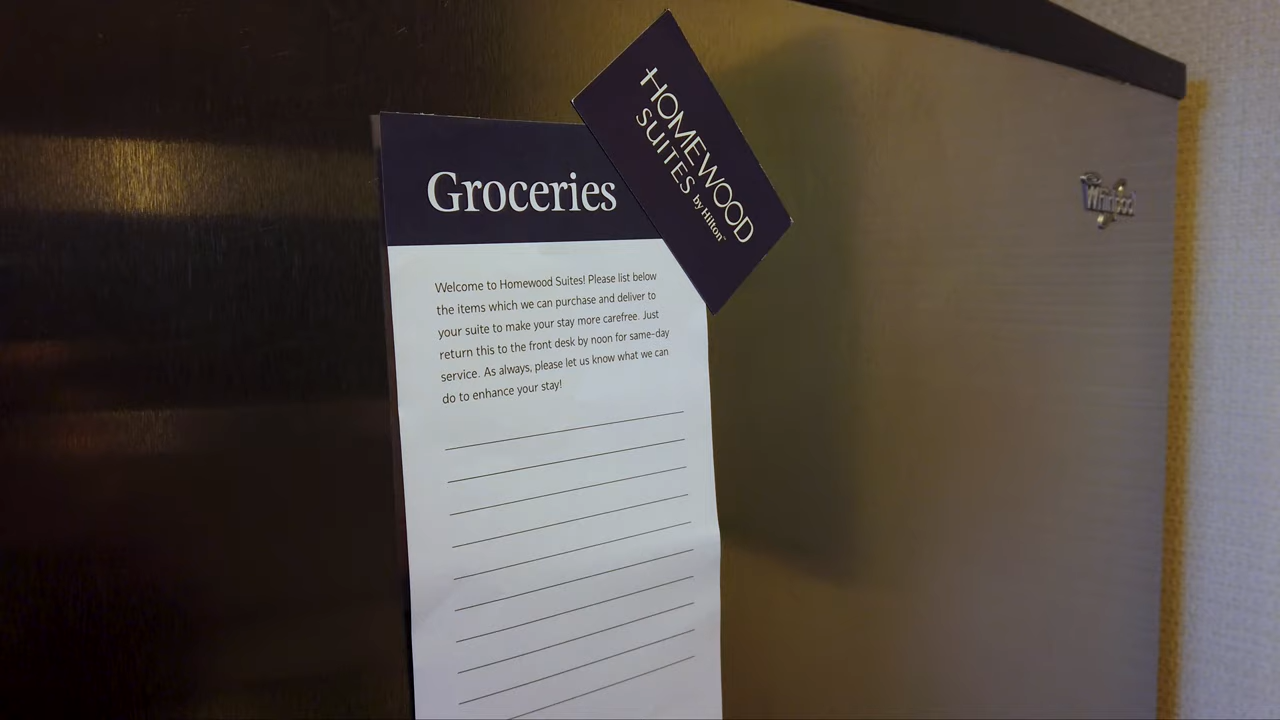 HOMEWOOD
SUITES
by Hilton™
Groceries
Welcome to Homewood Suites! Please list below
the items which we can purchase and deliver to
your suite to make your stay more carefree. Just
return this to the front desk by noon for same-day
service. As always, please let us know what we can
do to enhance your stay!
Whirlpool